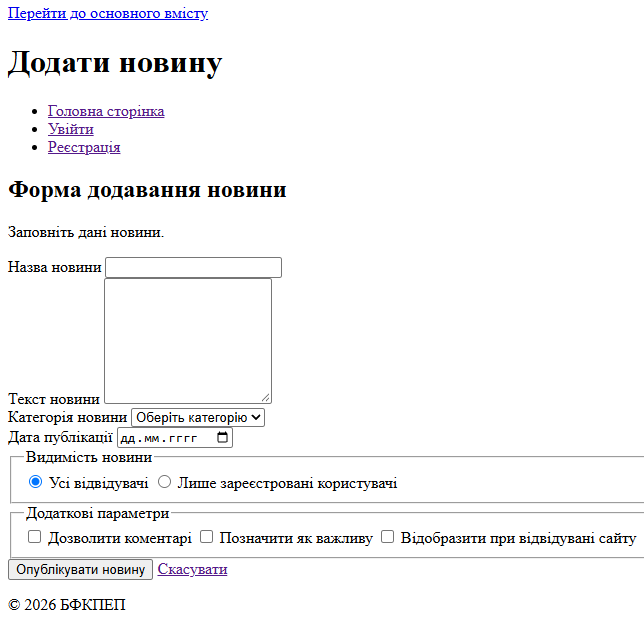 Перейти до основного вмісту
Додати новину
Головна сторінка
Увійти
Реєстрація
Форма додавання новини
Заповніть дані новини.
Назва новини
Текст новини
Категорія новини Оберіть категорію
Дата публікації дд.мм.гггг
Видимість новини
Усі відвідувачі Лише зареєстровані користувачі
Додаткові параметри
Дозволити коментарі Позначити як важливу Відобразити при відвідувані сайту
Опублікувати новину Скасувати
© 2026 БФКПЕП